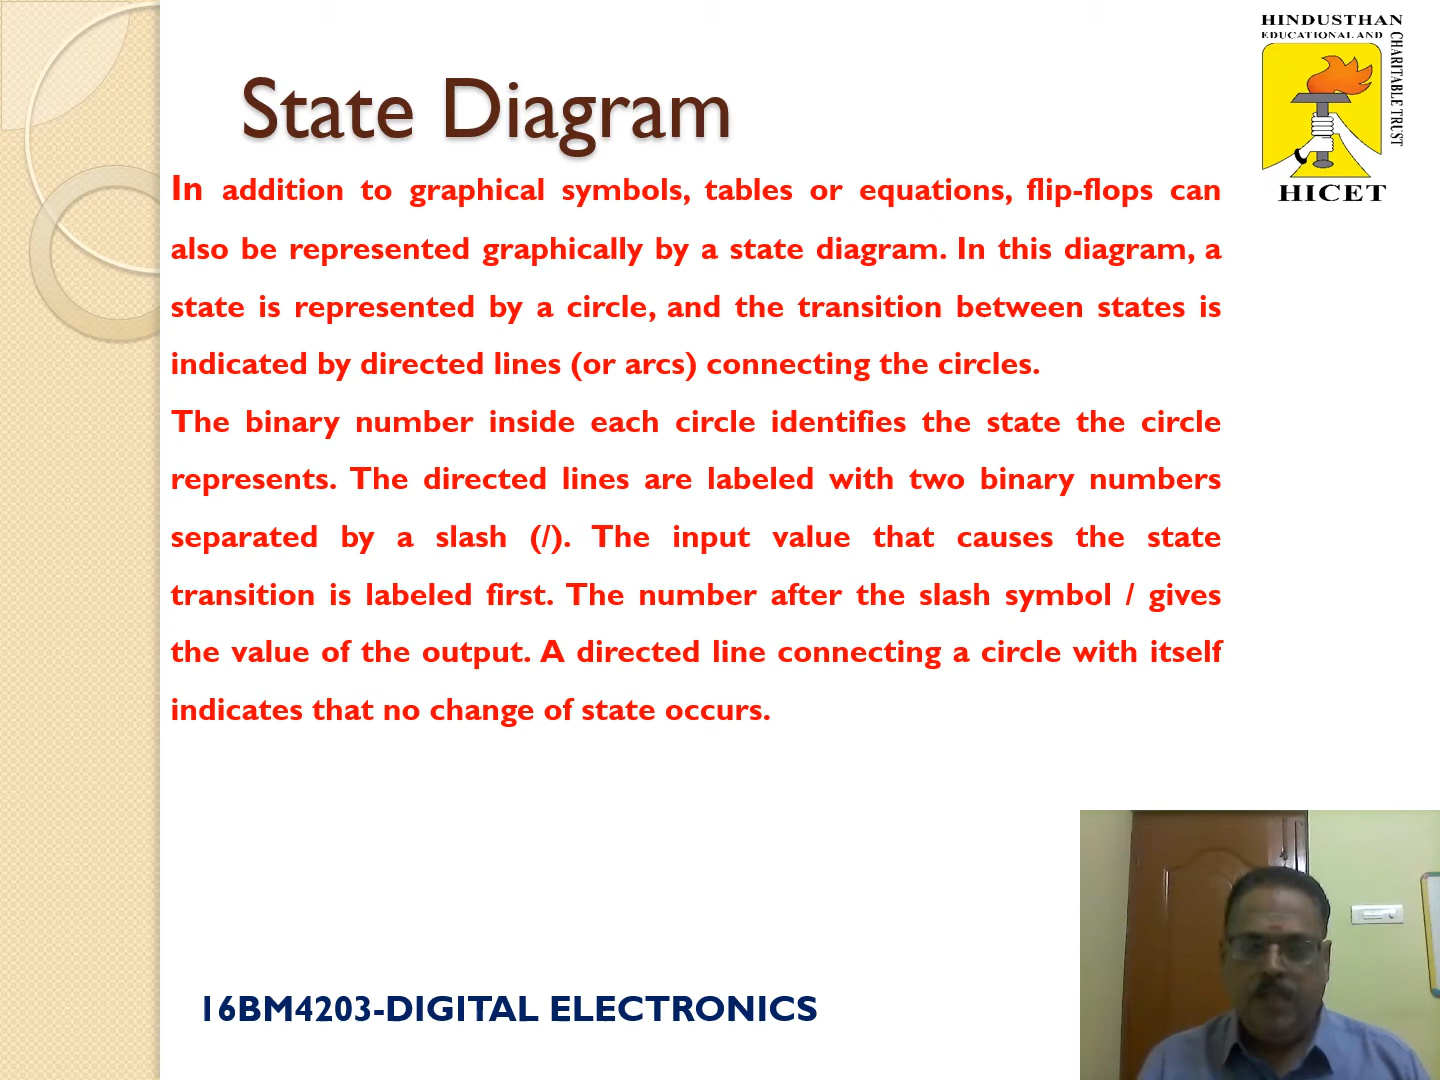 HINDUSTHAN
EDUCATIONAL AND
CHARITABLE TRUST
HICET
State Diagram
In addition to graphical symbols, tables or equations, flip-flops can
also be represented graphically by a state diagram. In this diagram, a
state is represented by a circle, and the transition between states is
indicated by directed lines (or arcs) connecting the circles.
The binary number inside each circle identifies the state the circle
represents. The directed lines are labeled with two binary numbers
separated by a slash (/). The input value that causes the state
transition is labeled first. The number after the slash symbol / gives
the value of the output. A directed line connecting a circle with itself
indicates that no change of state occurs.
16BM4203-DIGITAL ELECTRONICS